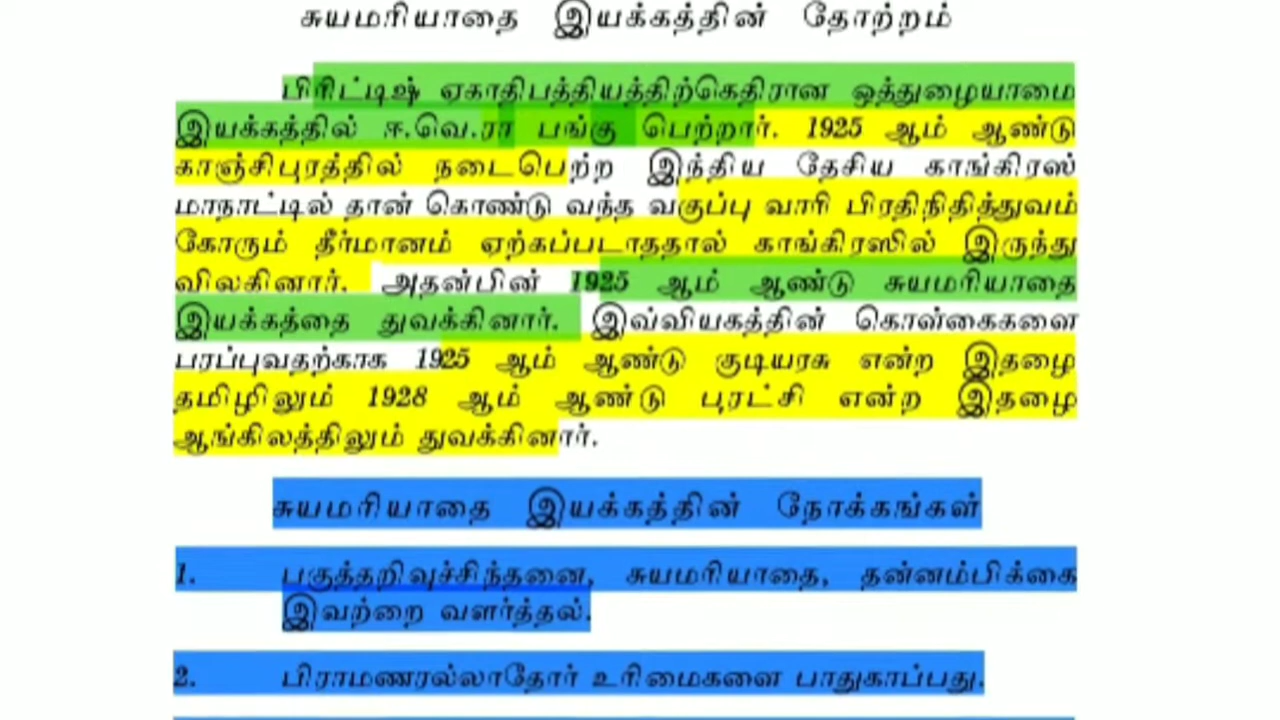 சுயமரியாதை இயக்கத்தின் தோற்றம்
பிரிட்டிஷ் ஏகாதிபத்தியத்திற்கெதிரான ஒத்துழையாமை
இயக்கத்தில் ஈ.வெ.ரா பங்கு பெற்றார். 1925 ஆம் ஆண்டு
காஞ்சிபுரத்தில் நடைபெற்ற இந்திய தேசிய காங்கிரஸ்
மாநாட்டில் தான் கொண்டு வந்த வகுப்பு வாரி பிரதிநிதித்துவம்
கோரும் தீர்மானம் ஏற்கப்படாததால் காங்கிரஸில் இருந்து
விலகினார். அதன்பின் 1925 ஆம் ஆண்டு சுயமரியாதை
இயக்கத்தை துவக்கினார். இவ்வியகத்தின் கொள்கைகளை
பரப்புவதற்காக 1925 ஆம் ஆண்டு குடியரசு என்ற இதழை
தமிழிலும் 1928 ஆம் ஆண்டு புரட்சி என்ற இதழை
ஆங்கிலத்திலும் துவக்கினார்.
சுயமரியாதை இயக்கத்தின் நோக்கங்கள்
1. பகுத்தறிவுச்சிந்தனை, சுயமரியாதை, தன்னம்பிக்கை
இவற்றை வளர்த்தல்.
2. பிராமணரல்லாதோர் உரிமைகளை பாதுகாப்பது.